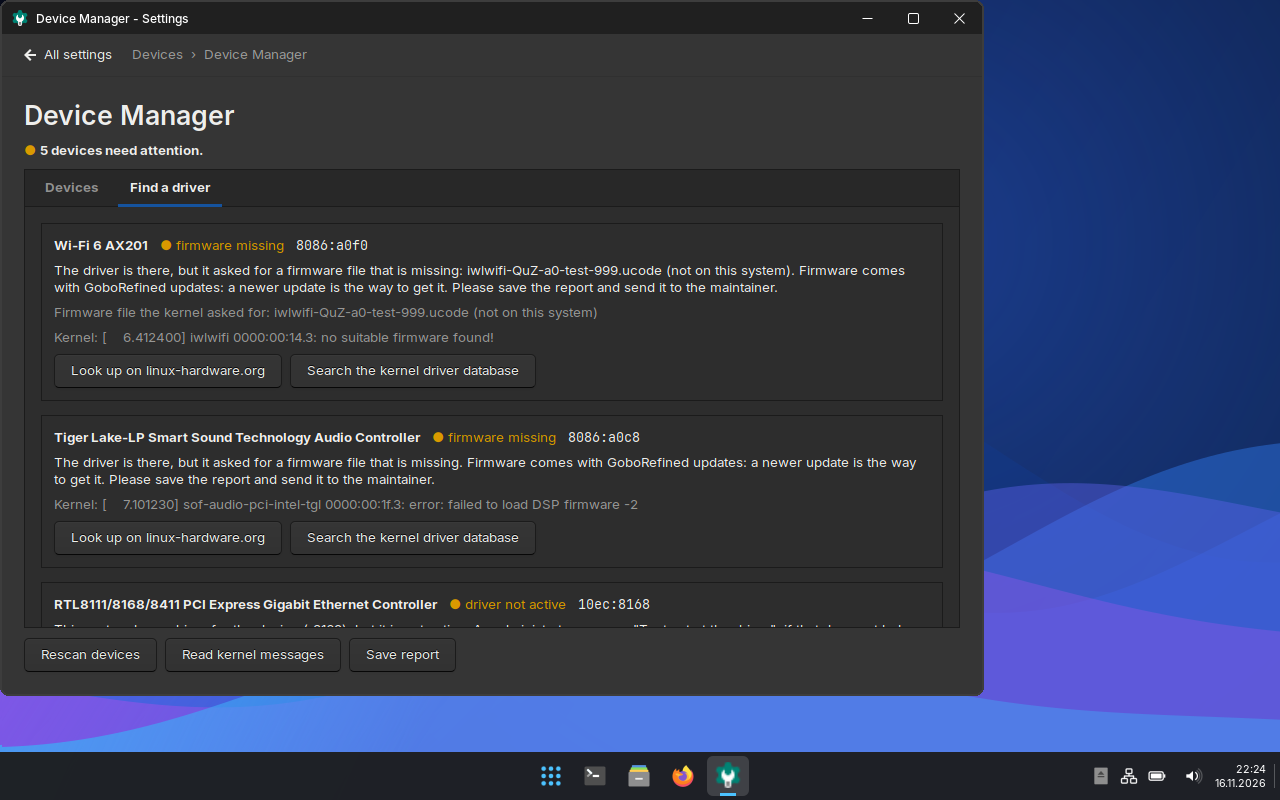 Device Manager - Settings
All settings Devices › Device Manager
Device Manager
5 devices need attention.
Devices Find a driver
Wi-Fi 6 AX201 firmware missing 8086:a0f0
The driver is there, but it asked for a firmware file that is missing: iwlwifi-QuZ-a0-test-999.ucode (not on this system). Firmware comes
with GoboRefined updates: a newer update is the way to get it. Please save the report and send it to the maintainer.
Firmware file the kernel asked for: iwlwifi-QuZ-a0-test-999.ucode (not on this system)
Kernel: [ 6.412400] iwlwifi 0000:00:14.3: no suitable firmware found!
Look up on linux-hardware.org Search the kernel driver database
Tiger Lake-LP Smart Sound Technology Audio Controller firmware missing 8086:a0c8
The driver is there, but it asked for a firmware file that is missing. Firmware comes with GoboRefined updates: a newer update is the way
to get it. Please save the report and send it to the maintainer.
Kernel: [ 7.101230] sof-audio-pci-intel-tgl 0000:00:1f.3: error: failed to load DSP firmware -2
Look up on linux-hardware.org Search the kernel driver database
RTL8111/8168/8411 PCI Express Gigabit Ethernet Controller driver not active 10ec:8168
Rescan devices Read kernel messages Save report
22:24
16.11.2026